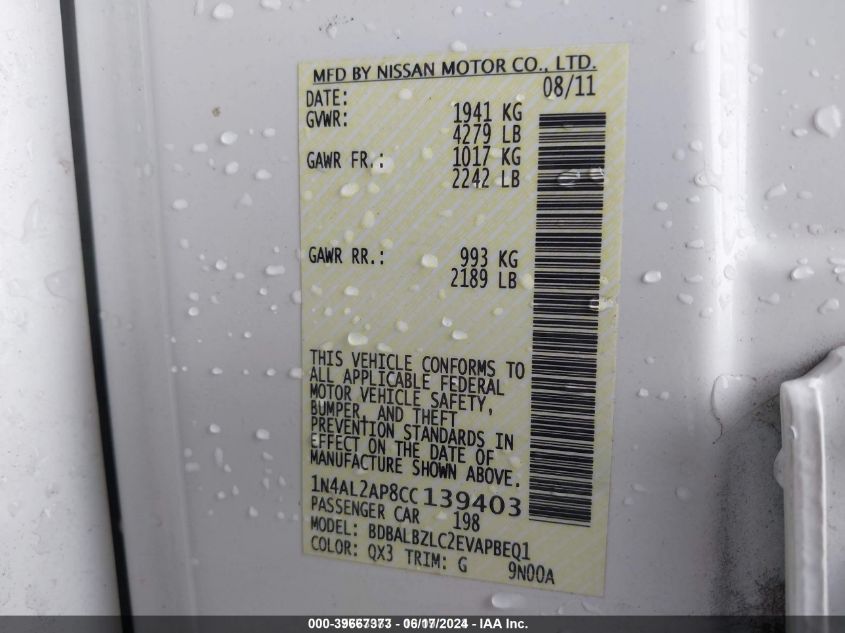 MFD BY NISSAN MOTOR CO., LTD.
DATE: 08/11
GVWR: 1941 KG
4279 LB
GAWR FR.: 1017 KG
2242 LB
GAWR RR.: 993 KG
2189 LB
THIS VEHICLE CONFORMS TO
ALL APPLICABLE FEDERAL
MOTOR VEHICLE SAFETY,
BUMPER, AND THEFT
PREVENTION STANDARDS IN
EFFECT ON THE DATE OF
MANUFACTURE SHOWN ABOVE.
1N4AL2AP8CC139403
PASSENGER CAR 198
MODEL: BDBALBZLC2EVAPBEQ1
COLOR: QX3 TRIM: G 9N00A
000-39667373 - 06/17/2024 - IAA Inc.